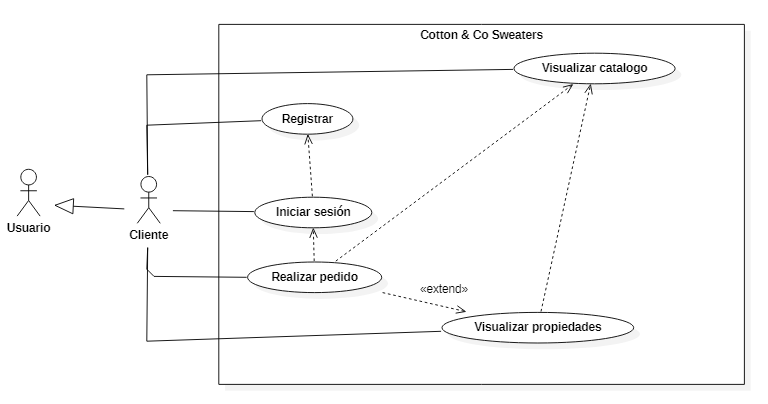 Cotton & Co Sweaters
Visualizar catalogo
Registrar
Usuario
Cliente
Iniciar sesión
Realizar pedido
«extend»
Visualizar propiedades